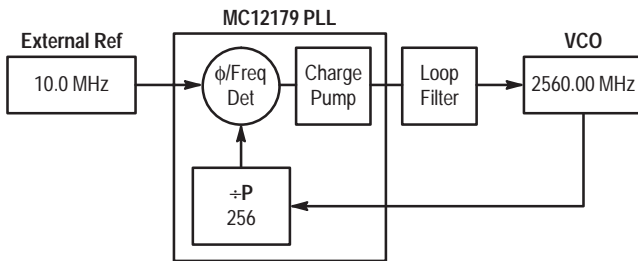 MC12179 PLL
External Ref
VCO
10.0 MHz
ϕ/Freq
Det
Charge
Pump
Loop
Filter
2560.00 MHz
÷P
256